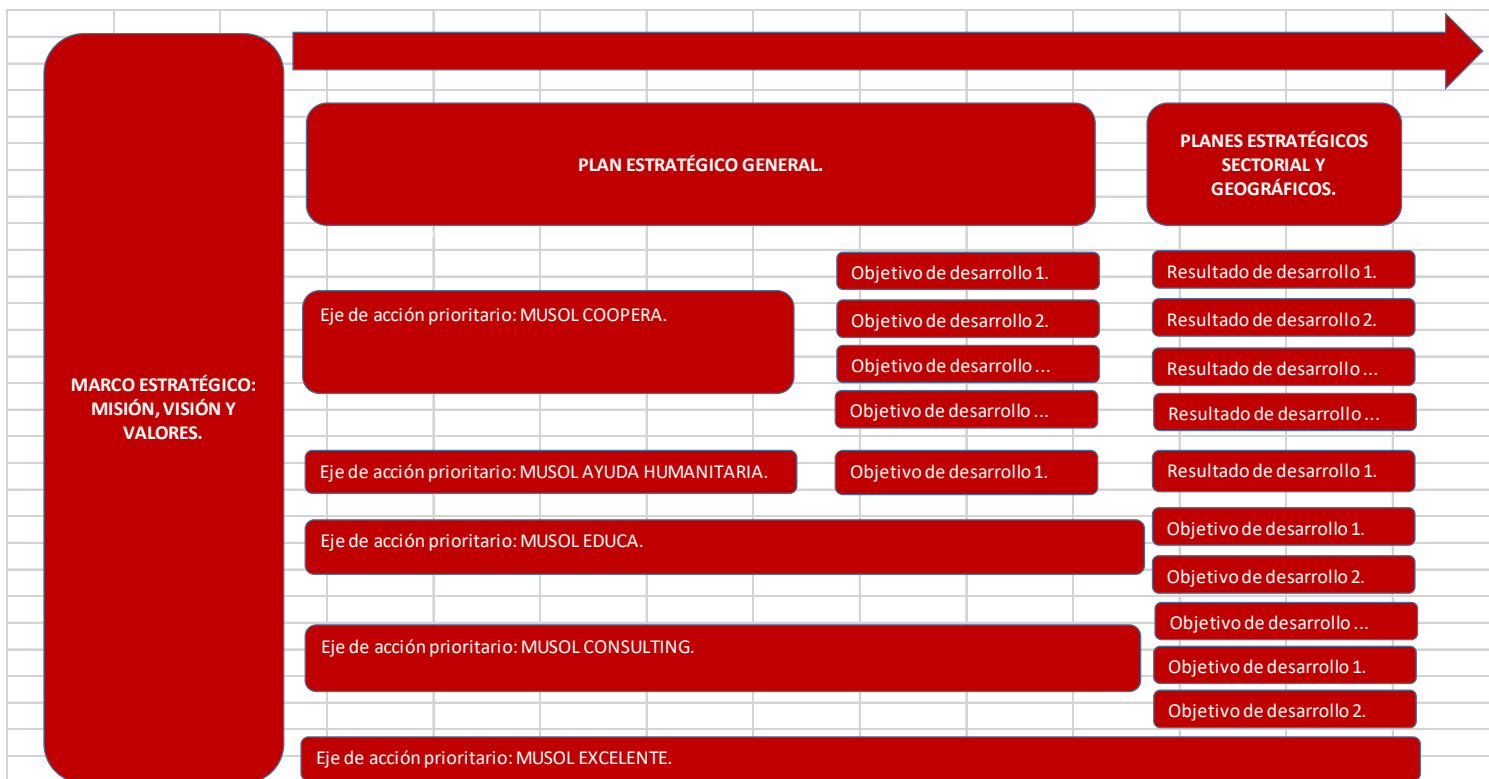 PLAN ESTRATÉGICO GENERAL.
PLANES ESTRATÉGICOS
SECTORIAL Y
GEOGRÁFICOS.
MARCO ESTRATÉGICO:
MISIÓN, VISIÓN Y
VALORES.
Eje de acción prioritario: MUSOL COOPERA.
Objetivo de desarrollo 1.
Resultado de desarrollo 1.
Objetivo de desarrollo 2.
Resultado de desarrollo 2.
Objetivo de desarrollo ...
Resultado de desarrollo ...
Objetivo de desarrollo ...
Resultado de desarrollo ...
Eje de acción prioritario: MUSOL AYUDA HUMANITARIA.
Objetivo de desarrollo 1.
Resultado de desarrollo 1.
Eje de acción prioritario: MUSOL EDUCA.
Objetivo de desarrollo 1.
Objetivo de desarrollo 2.
Objetivo de desarrollo ...
Eje de acción prioritario: MUSOL CONSULTING.
Objetivo de desarrollo 1.
Objetivo de desarrollo 2.
Eje de acción prioritario: MUSOL EXCELENTE.